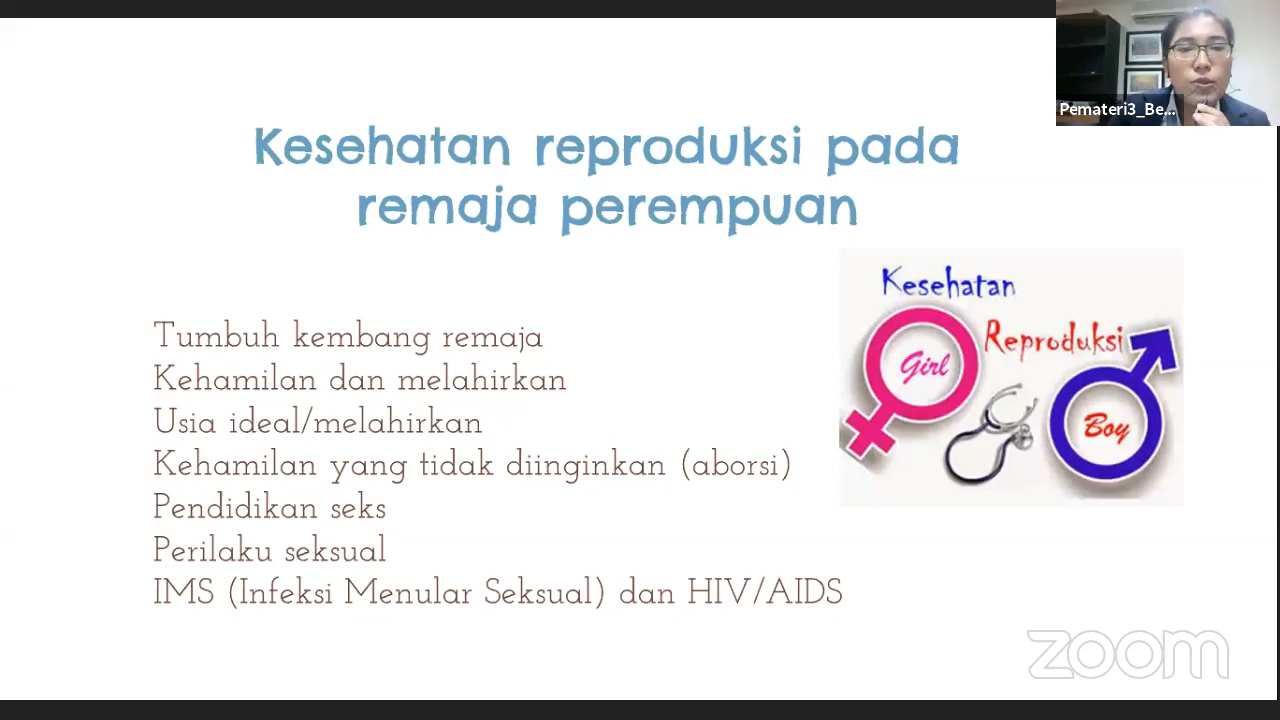 Pemateri3_Be...
Kesehatan reproduksi pada
remaja perempuan
Kesehatan
Reproduksi
Girl
Boy
Tumbuh kembang remaja
Kehamilan dan melahirkan
Usia ideal/melahirkan
Kehamilan yang tidak diinginkan (aborsi)
Pendidikan seks
Perilaku seksual
IMS (Infeksi Menular Seksual) dan HIV/AIDS
zoom